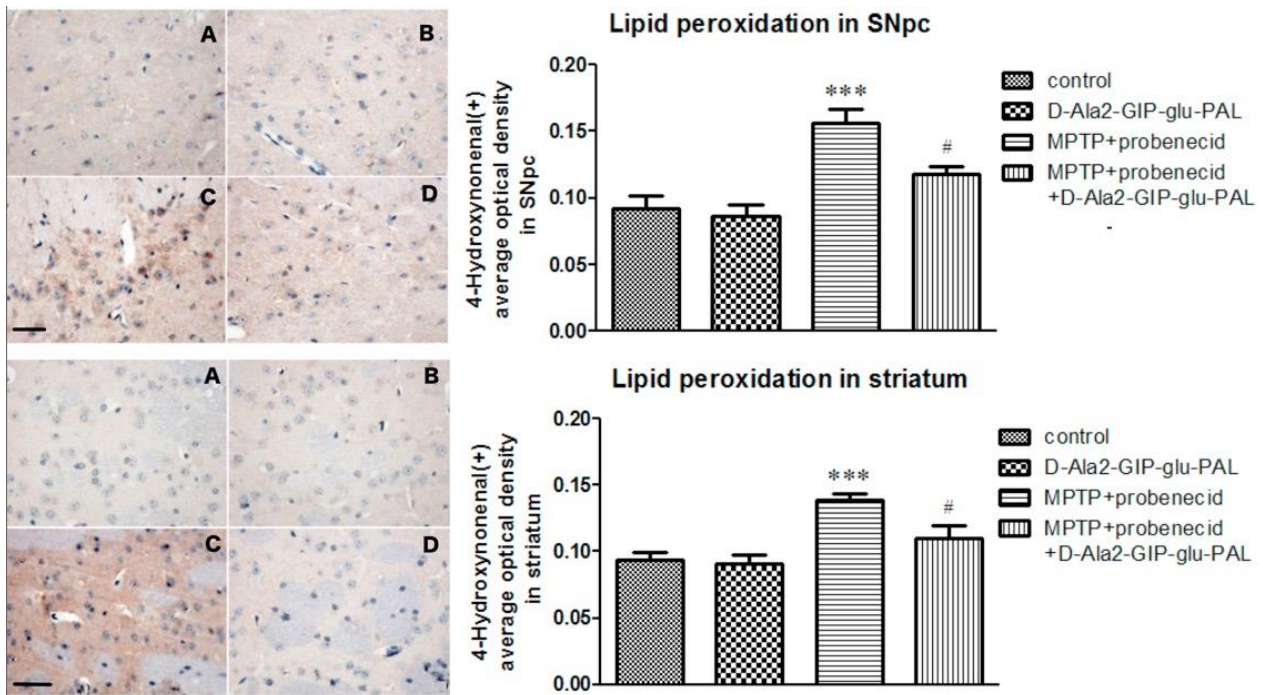 A
B
C
D
Lipid peroxidation in SNpc
4-Hydroxynonenal(+)
average optical density
in SNpc
0.20
0.15
0.10
0.05
0.00
***
#
control
D-Ala2-GIP-glu-PAL
MPTP+probenecid
MPTP+probenecid
+D-Ala2-GIP-glu-PAL
-
A
B
C
D
Lipid peroxidation in striatum
4-Hydroxynonenal(+)
average optical density
in striatum
0.20
0.15
0.10
0.05
0.00
***
#
control
D-Ala2-GIP-glu-PAL
MPTP+probenecid
MPTP+probenecid
+D-Ala2-GIP-glu-PAL